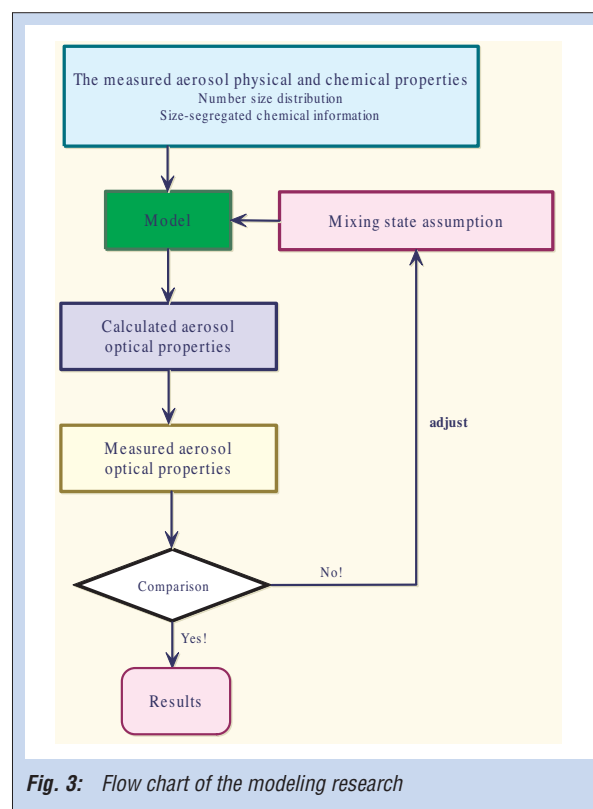 The measured aerosol physical and chemical properties
Number size distribution
Size-segregated chemical information
Model
Mixing state assumption
Calculated aerosol
optical properties
Measured aerosol
optical properties
adjust
Comparison
No!
Yes!
Results
Fig. 3: Flow chart of the modeling research